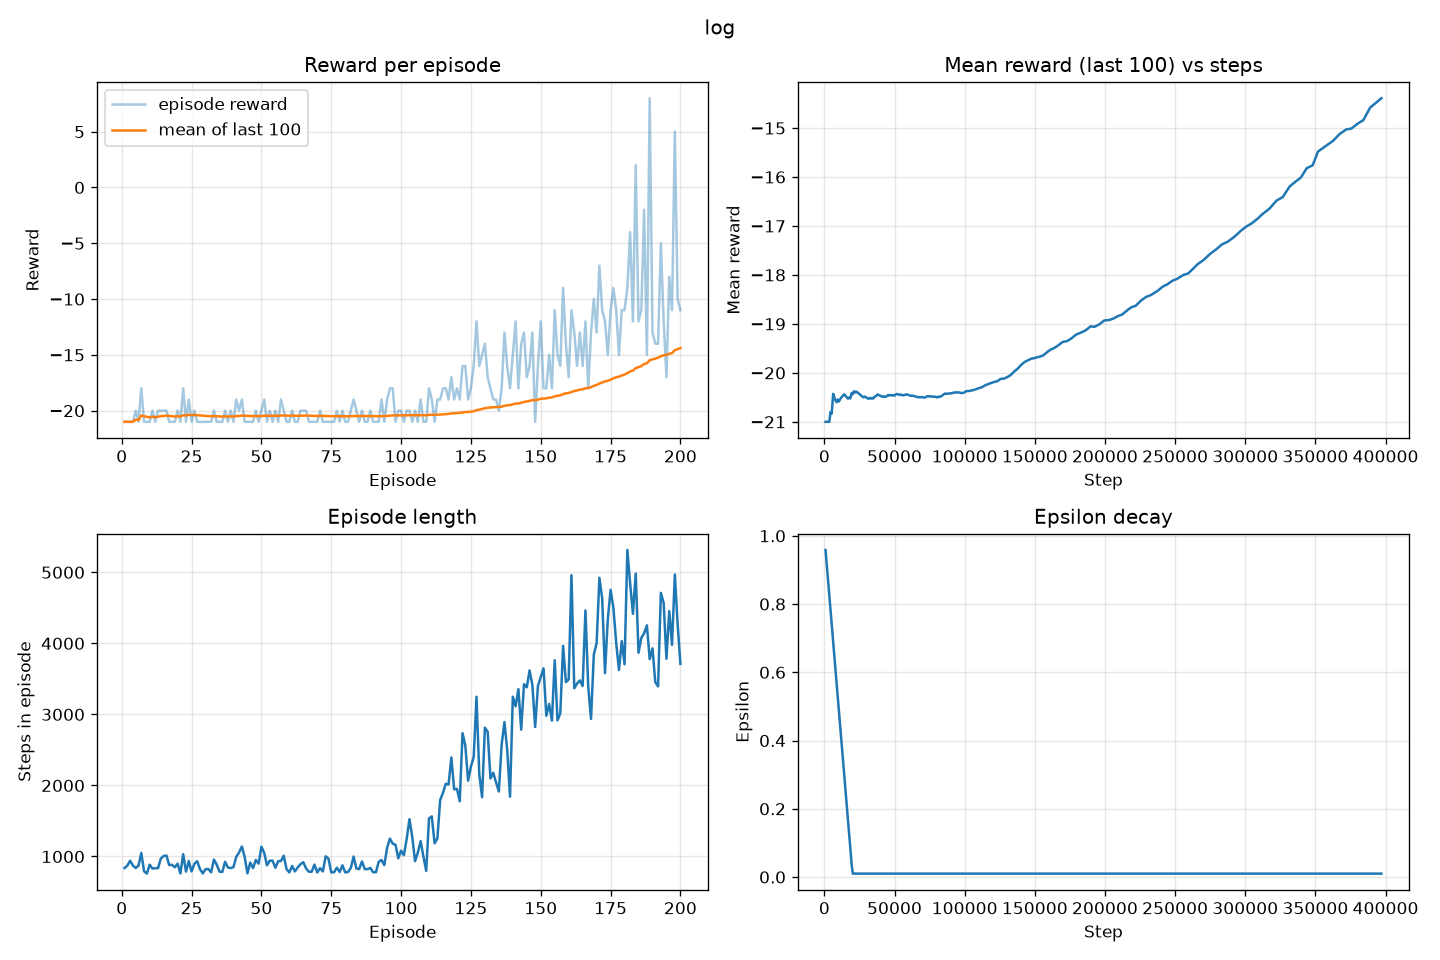 log
Reward per episode
episode reward
mean of last 100
5
0
−5
−10
−15
−20
Reward
0 25 50 75 100 125 150 175 200
Episode
Mean reward (last 100) vs steps
−15
−16
−17
−18
−19
−20
−21
Mean reward
0 50000 100000 150000 200000 250000 300000 350000 400000
Step
Episode length
5000
4000
3000
2000
1000
Steps in episode
0 25 50 75 100 125 150 175 200
Episode
Epsilon decay
1.0
0.8
0.6
0.4
0.2
0.0
Epsilon
0 50000 100000 150000 200000 250000 300000 350000 400000
Step